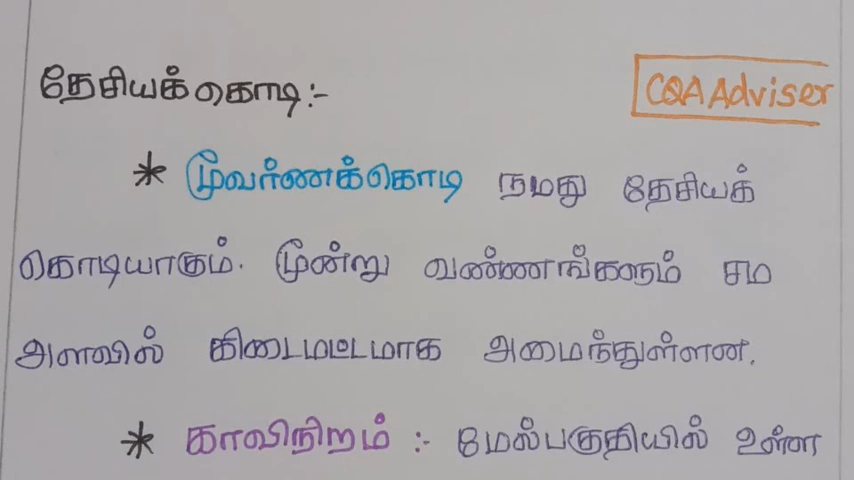 தேசியக்கொடி:-
CQA Adviser
* மூவர்ணக்கொடி நமது தேசியக்
கொடியாகும். மூன்று வண்ணங்களும் சம
அளவில் கிடைமட்டமாக அமைந்துள்ளன.
* காவிநிறம் :- மேல்பகுதியில் உள்ள